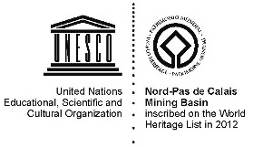 UNESCO
United Nations
Educational, Scientific and
Cultural Organization
Nord-Pas de Calais
Mining Basin
inscribed on the World
Heritage List in 2012